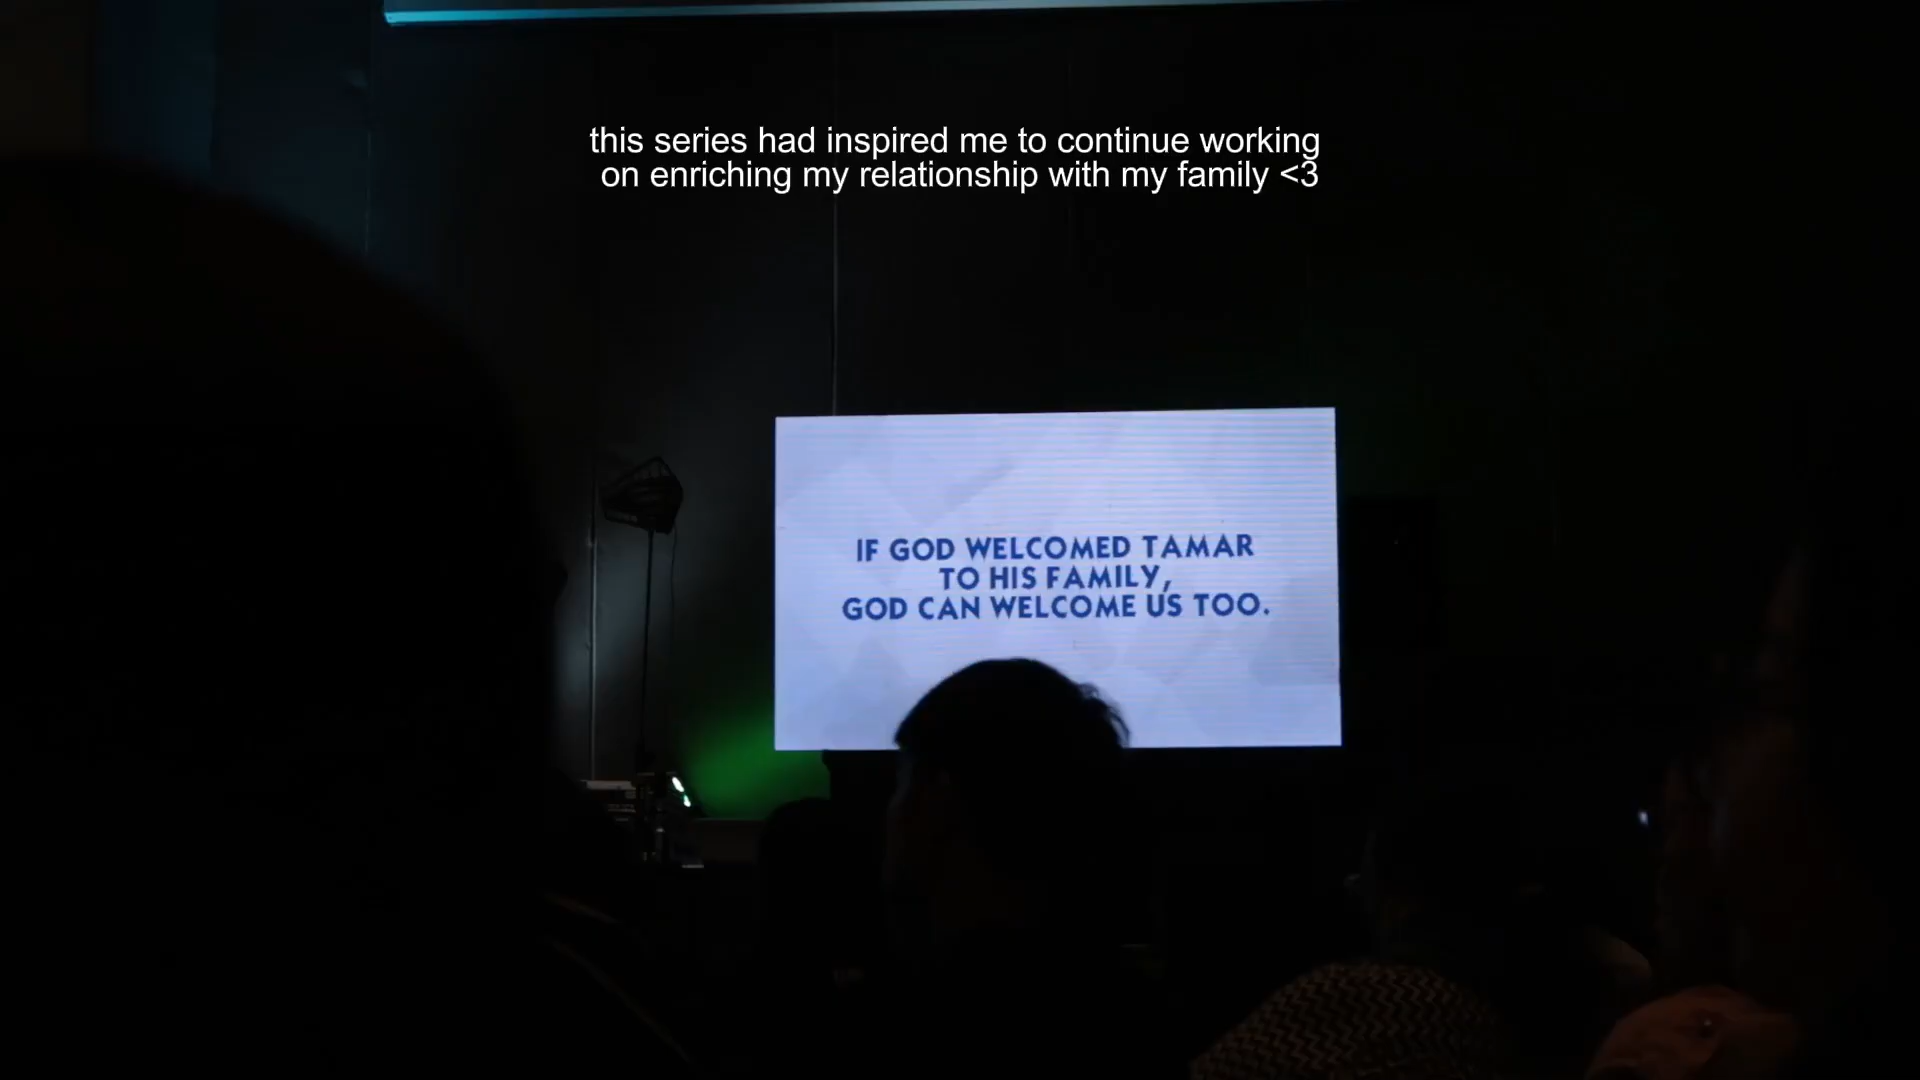 this series had inspired me to continue working
on enriching my relationship with my family <3
IF GOD WELCOMED TAMAR
TO HIS FAMILY,
GOD CAN WELCOME US TOO.